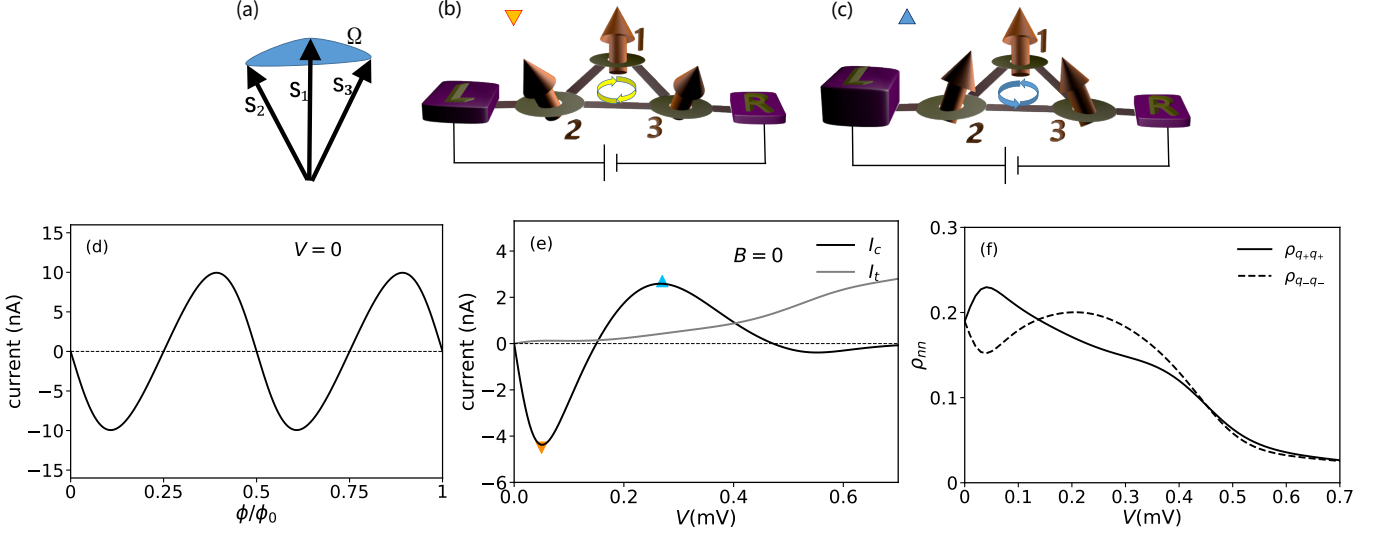 (a)
Ω
S₁
S₂
S₃
(b)
1
L
R
2
3
(c)
1
L
R
2
3
(d)
V = 0
current (nA)
15
10
5
0
−5
−10
−15
0
0.25
0.5
0.75
1
ϕ/ϕ₀
(e)
B = 0
I_c
I_t
current (nA)
4
2
0
−2
−4
−6
0.0
0.2
0.4
0.6
V(mV)
(f)
ρ_{q₊q₊}
ρ_{q₋q₋}
ρ_{nn}
0.3
0.2
0.1
0
0
0.1
0.2
0.3
0.4
0.5
0.6
0.7
V(mV)